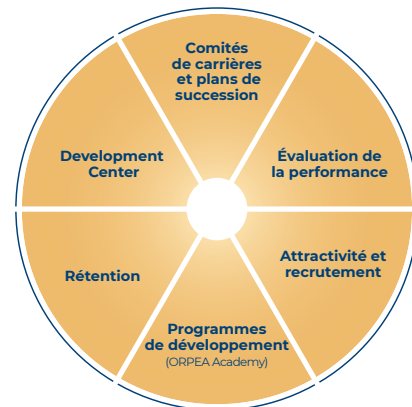 Comités
de carrières
et plans de
succession
Évaluation de
la performance
Attractivité et
recrutement
Programmes
de développement
(ORPEA Academy)
Rétention
Development
Center